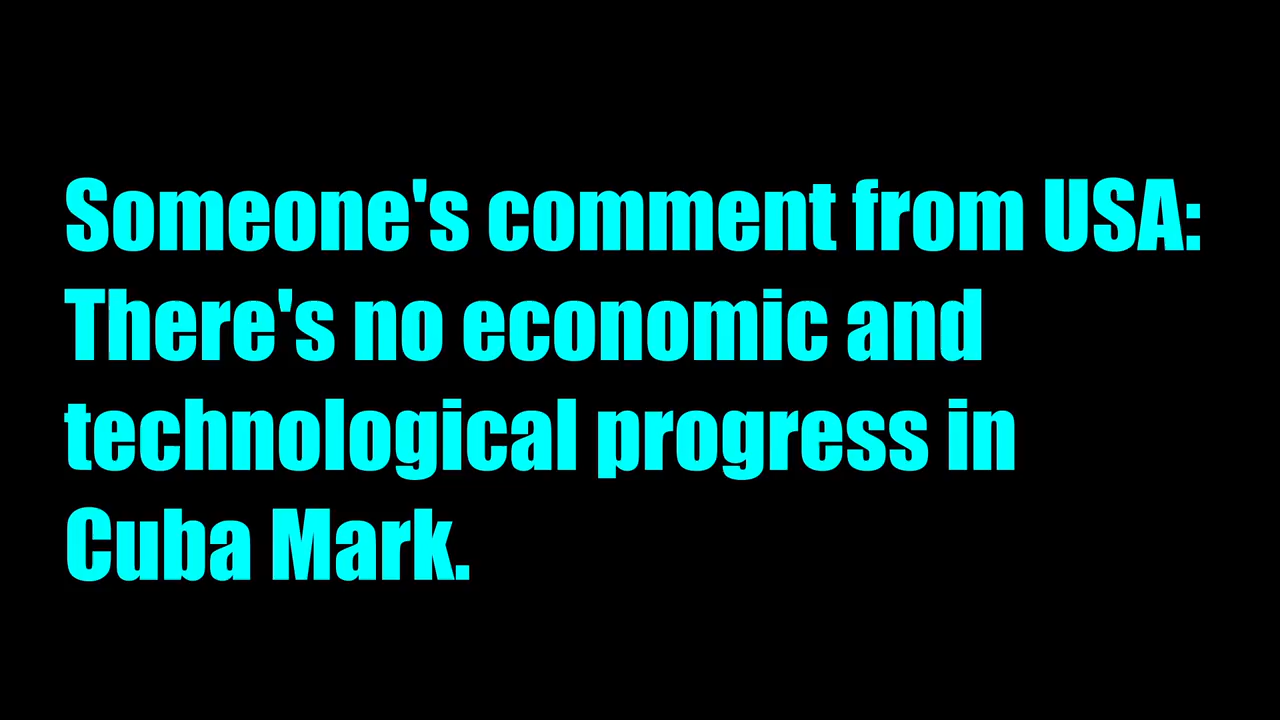 Someone's comment from USA:
There's no economic and
technological progress in
Cuba Mark.